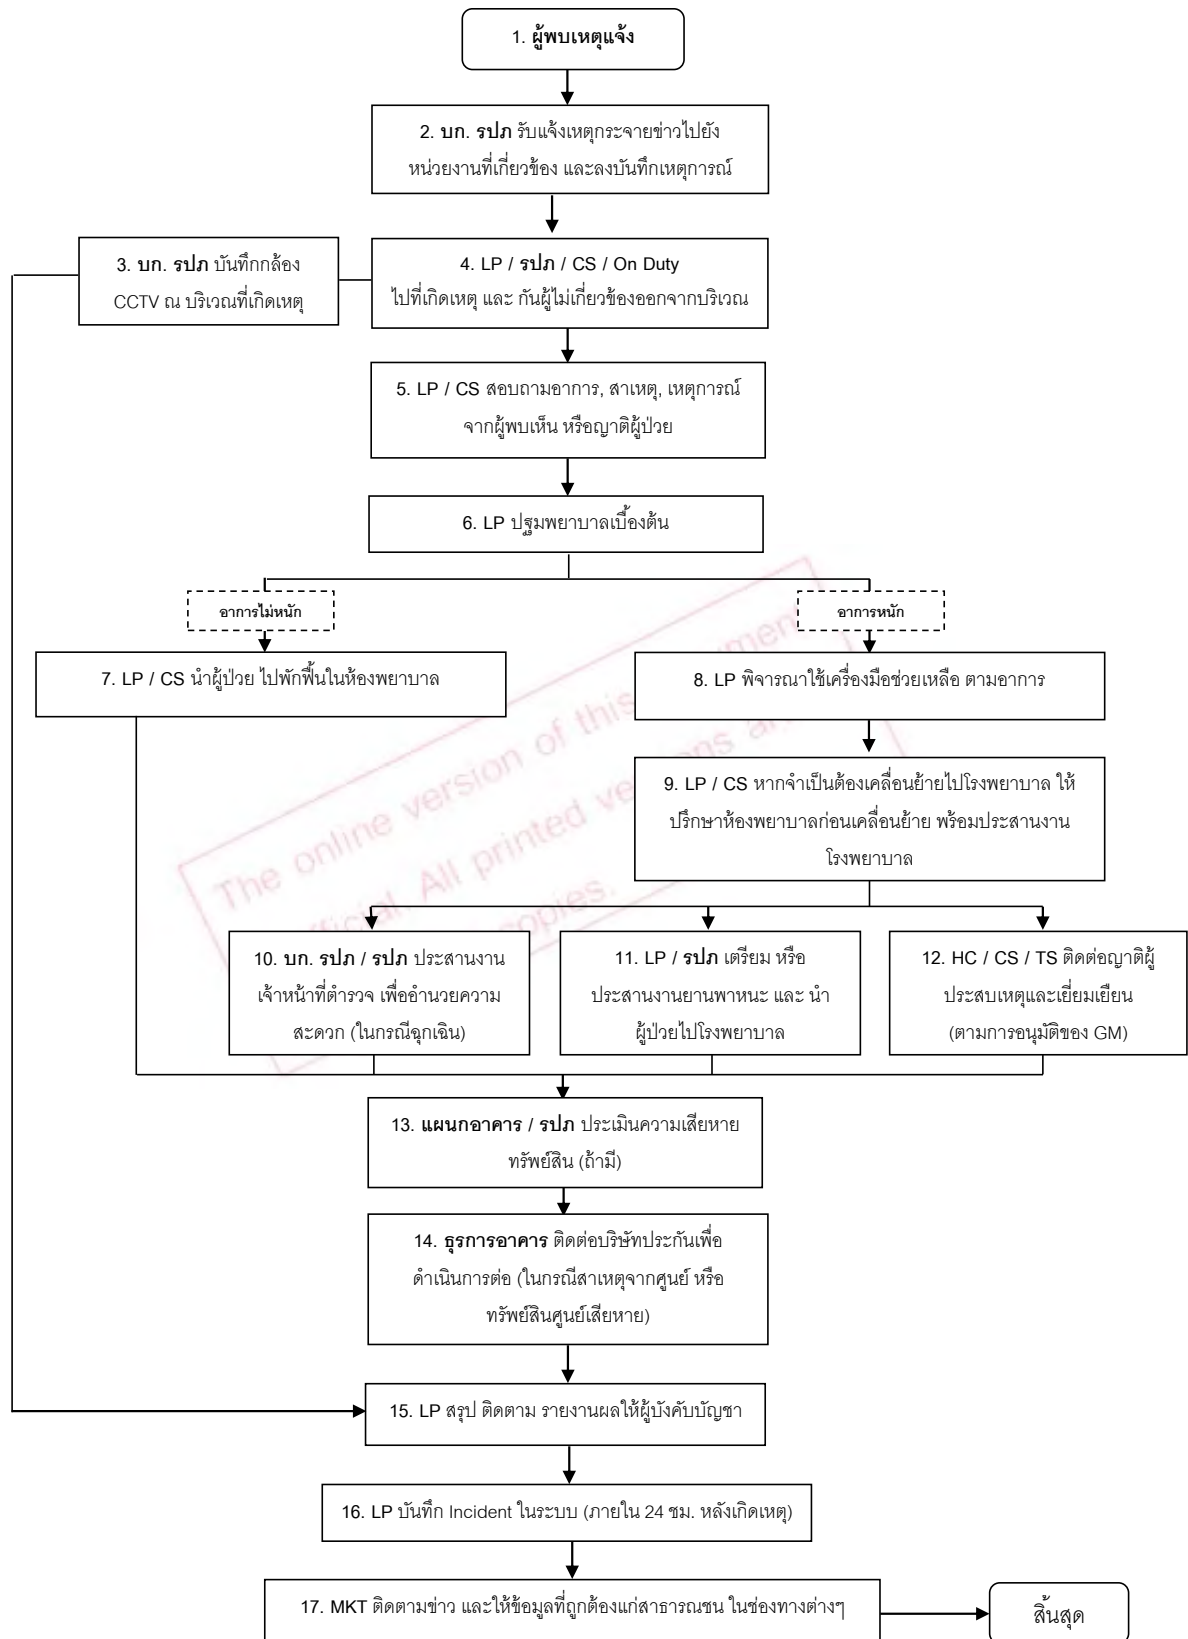 1. ผู้พบเหตุแจ้ง
2. บก. รปภ รับแจ้งเหตุกระจายข่าวไปยัง
หน่วยงานที่เกี่ยวข้อง และลงบันทึกเหตุการณ์
3. บก. รปภ บันทึกกล้อง
CCTV ณ บริเวณที่เกิดเหตุ
4. LP / รปภ / CS / On Duty
ไปที่เกิดเหตุ และ กันผู้ไม่เกี่ยวข้องออกจากบริเวณ
5. LP / CS สอบถามอาการ, สาเหตุ, เหตุการณ์
จากผู้พบเห็น หรือญาติผู้ป่วย
6. LP ปฐมพยาบาลเบื้องต้น
อาการไม่หนัก
อาการหนัก
7. LP / CS นำผู้ป่วย ไปพักฟื้นในห้องพยาบาล
8. LP พิจารณาใช้เครื่องมือช่วยเหลือ ตามอาการ
9. LP / CS หากจำเป็นต้องเคลื่อนย้ายไปโรงพยาบาล ให้
ปรึกษาห้องพยาบาลก่อนเคลื่อนย้าย พร้อมประสานงาน
โรงพยาบาล
The online version of this
All printed
copies.
10. บก. รปภ / รปภ ประสานงาน
เจ้าหน้าที่ตำรวจ เพื่ออำนวยความ
สะดวก (ในกรณีฉุกเฉิน)
11. LP / รปภ เตรียม หรือ
ประสานงานยานพาหนะ และ นำ
ผู้ป่วยไปโรงพยาบาล
12. HC / CS / TS ติดต่อญาติผู้
ประสบเหตุและเยี่ยมเยียน
(ตามการอนุมัติของ GM)
13. แผนกอาคาร / รปภ ประเมินความเสียหาย
ทรัพย์สิน (ถ้ามี)
14. ธุรการอาคาร ติดต่อบริษัทประกันเพื่อ
ดำเนินการต่อ (ในกรณีสาเหตุจากศูนย์ หรือ
ทรัพย์สินศูนย์เสียหาย)
15. LP สรุป ติดตาม รายงานผลให้ผู้บังคับบัญชา
16. LP บันทึก Incident ในระบบ (ภายใน 24 ชม. หลังเกิดเหตุ)
17. MKT ติดตามข่าว และให้ข้อมูลที่ถูกต้องแก่สาธารณชน ในช่องทางต่างๆ
สิ้นสุด